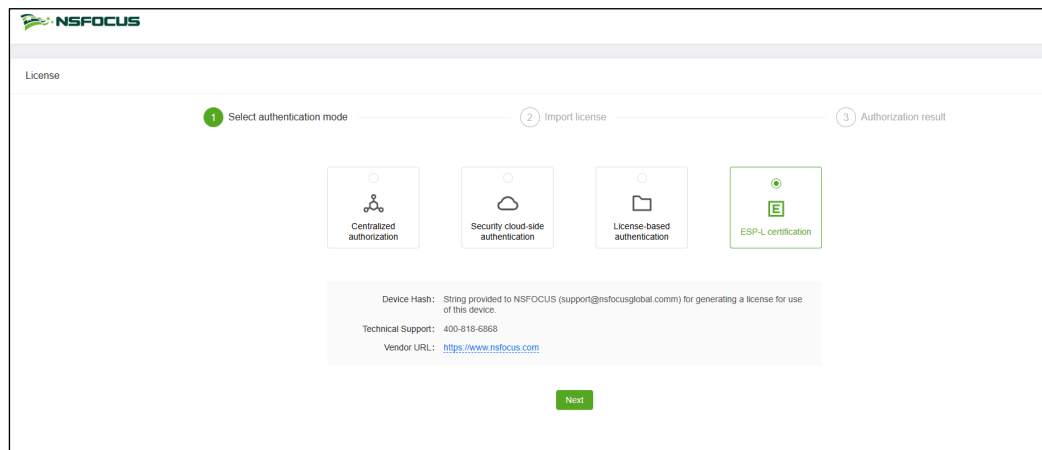 NSFOCUS
License
1 Select authentication mode
2 Import license
3 Authorization result
Centralized
authorization
Security cloud-side
authentication
License-based
authentication
E
ESP-L certification
Device Hash: String provided to NSFOCUS (support@nsfocusglobal.comm) for generating a license for use
of this device.
Technical Support: 400-818-6868
Vendor URL: https://www.nsfocus.com
Next